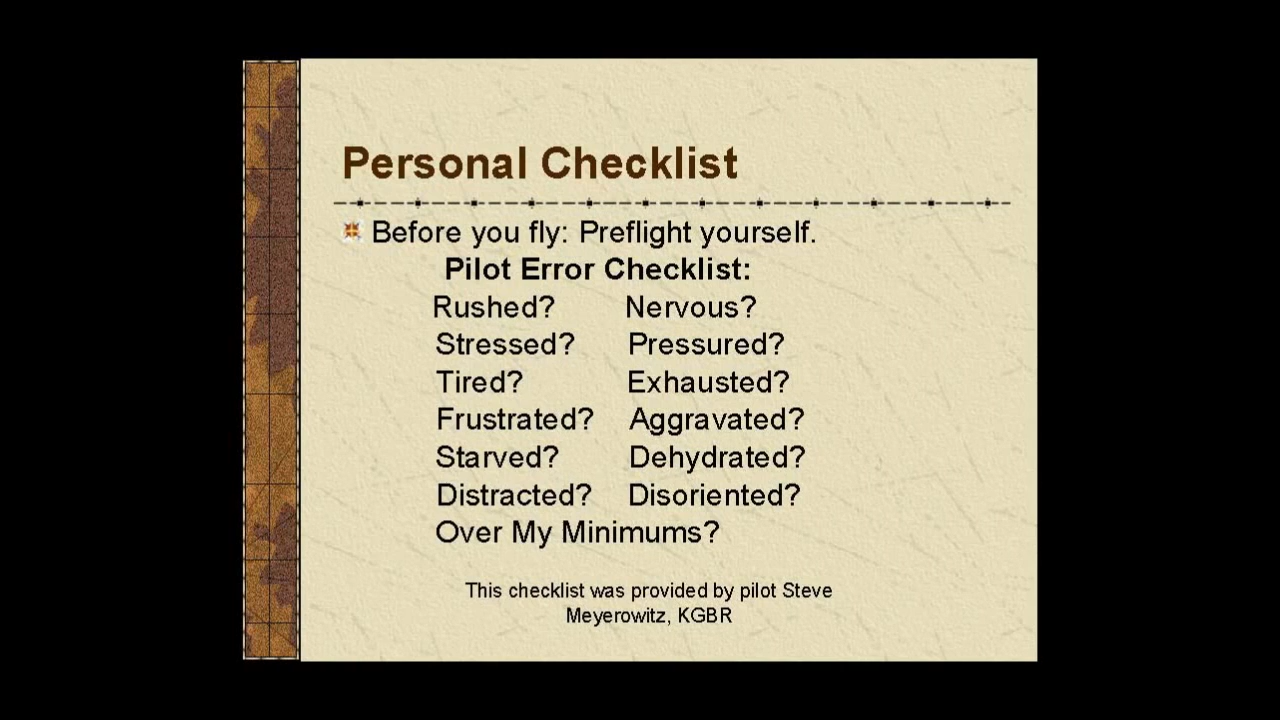 Personal Checklist
Before you fly: Preflight yourself.
Pilot Error Checklist:
Rushed? Nervous?
Stressed? Pressured?
Tired? Exhausted?
Frustrated? Aggravated?
Starved? Dehydrated?
Distracted? Disoriented?
Over My Minimums?
This checklist was provided by pilot Steve
Meyerowitz, KGBR